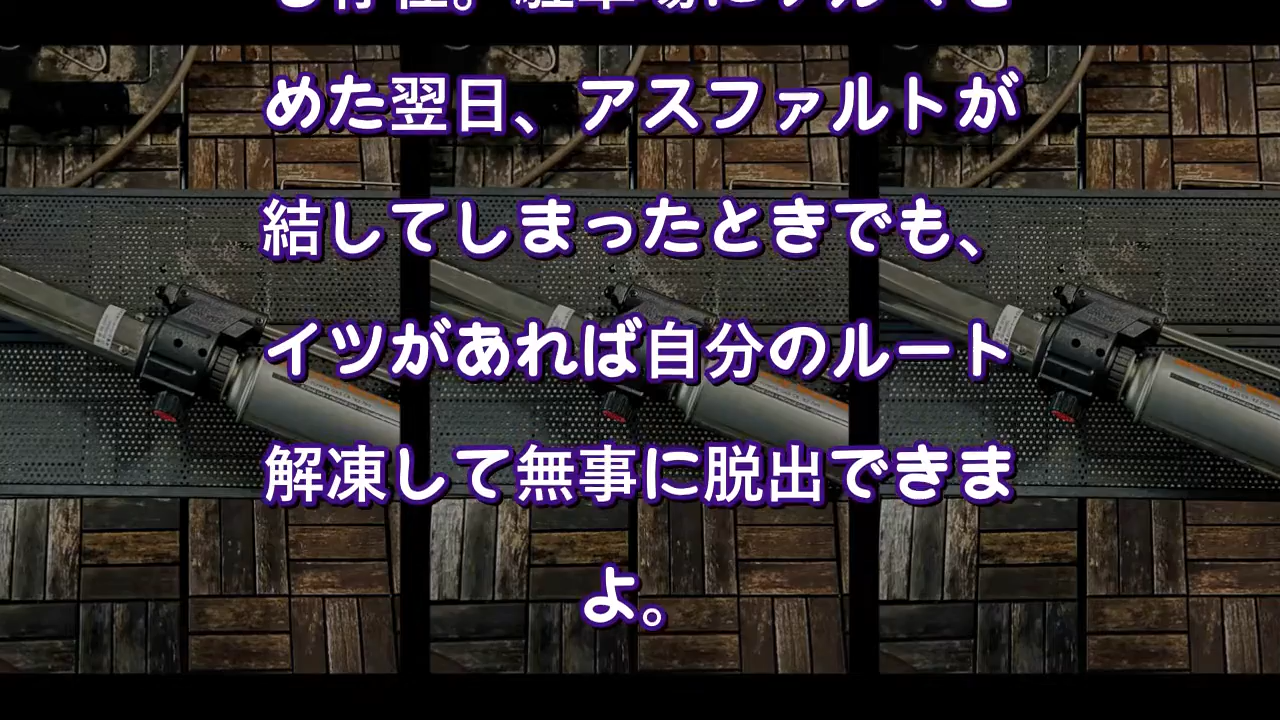 めた翌日、アスファルトが
結してしまったときでも、
イツがあれば自分のルート
解凍して無事に脱出できま
よ。